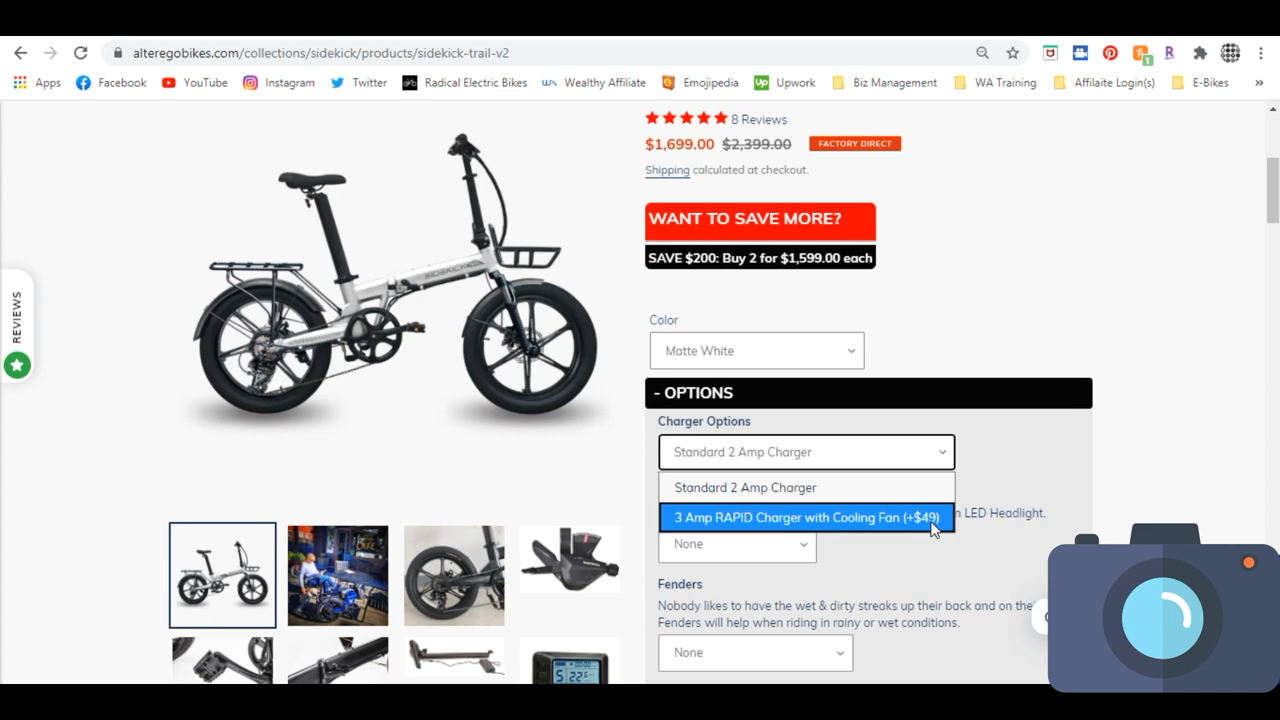 alteregobikes.com/collections/sidekick/products/sidekick-trail-v2
Apps Facebook YouTube Instagram Twitter Radical Electric Bikes Wealthy Affiliate Emojipedia Upwork Biz Management WA Training Affilaite Login(s) E-Bikes »
8 Reviews
$1,699.00 $2,399.00 FACTORY DIRECT
Shipping calculated at checkout.
WANT TO SAVE MORE?
SAVE $200: Buy 2 for $1,599.00 each
REVIEWS
SIDEKICK
Color
Matte White
- OPTIONS
Charger Options
Standard 2 Amp Charger
Standard 2 Amp Charger
3 Amp RAPID Charger with Cooling Fan (+$49)
LED Headlight.
None
Fenders
Nobody likes to have the wet & dirty streaks up their back and on
Fenders will help when riding in rainy or wet conditions.
None